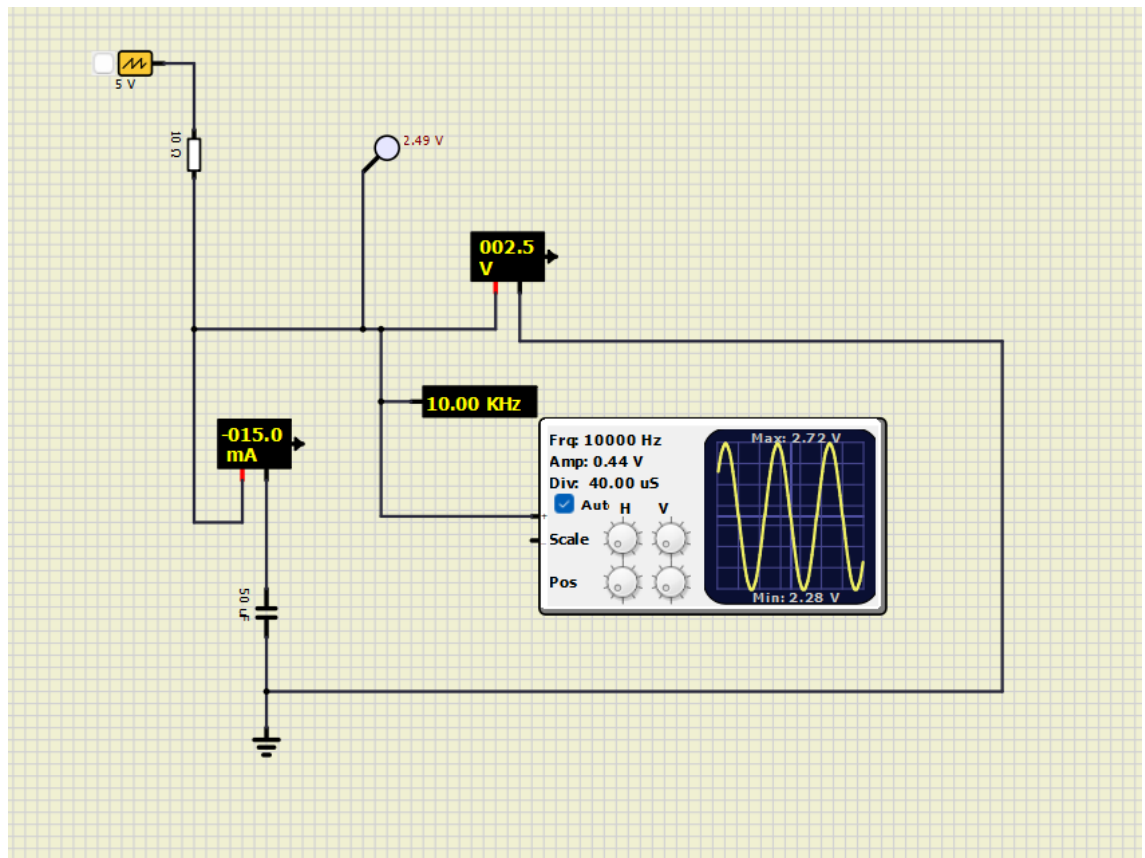 5 V
10 Ω
2.49 V
002.5
V
10.00 KHz
-015.0
mA
Frq: 10000 Hz
Amp: 0.44 V
Div: 40.00 uS
Auto
H V
Scale
Pos
+
Max: 2.72 V
Min: 2.28 V
50 uF